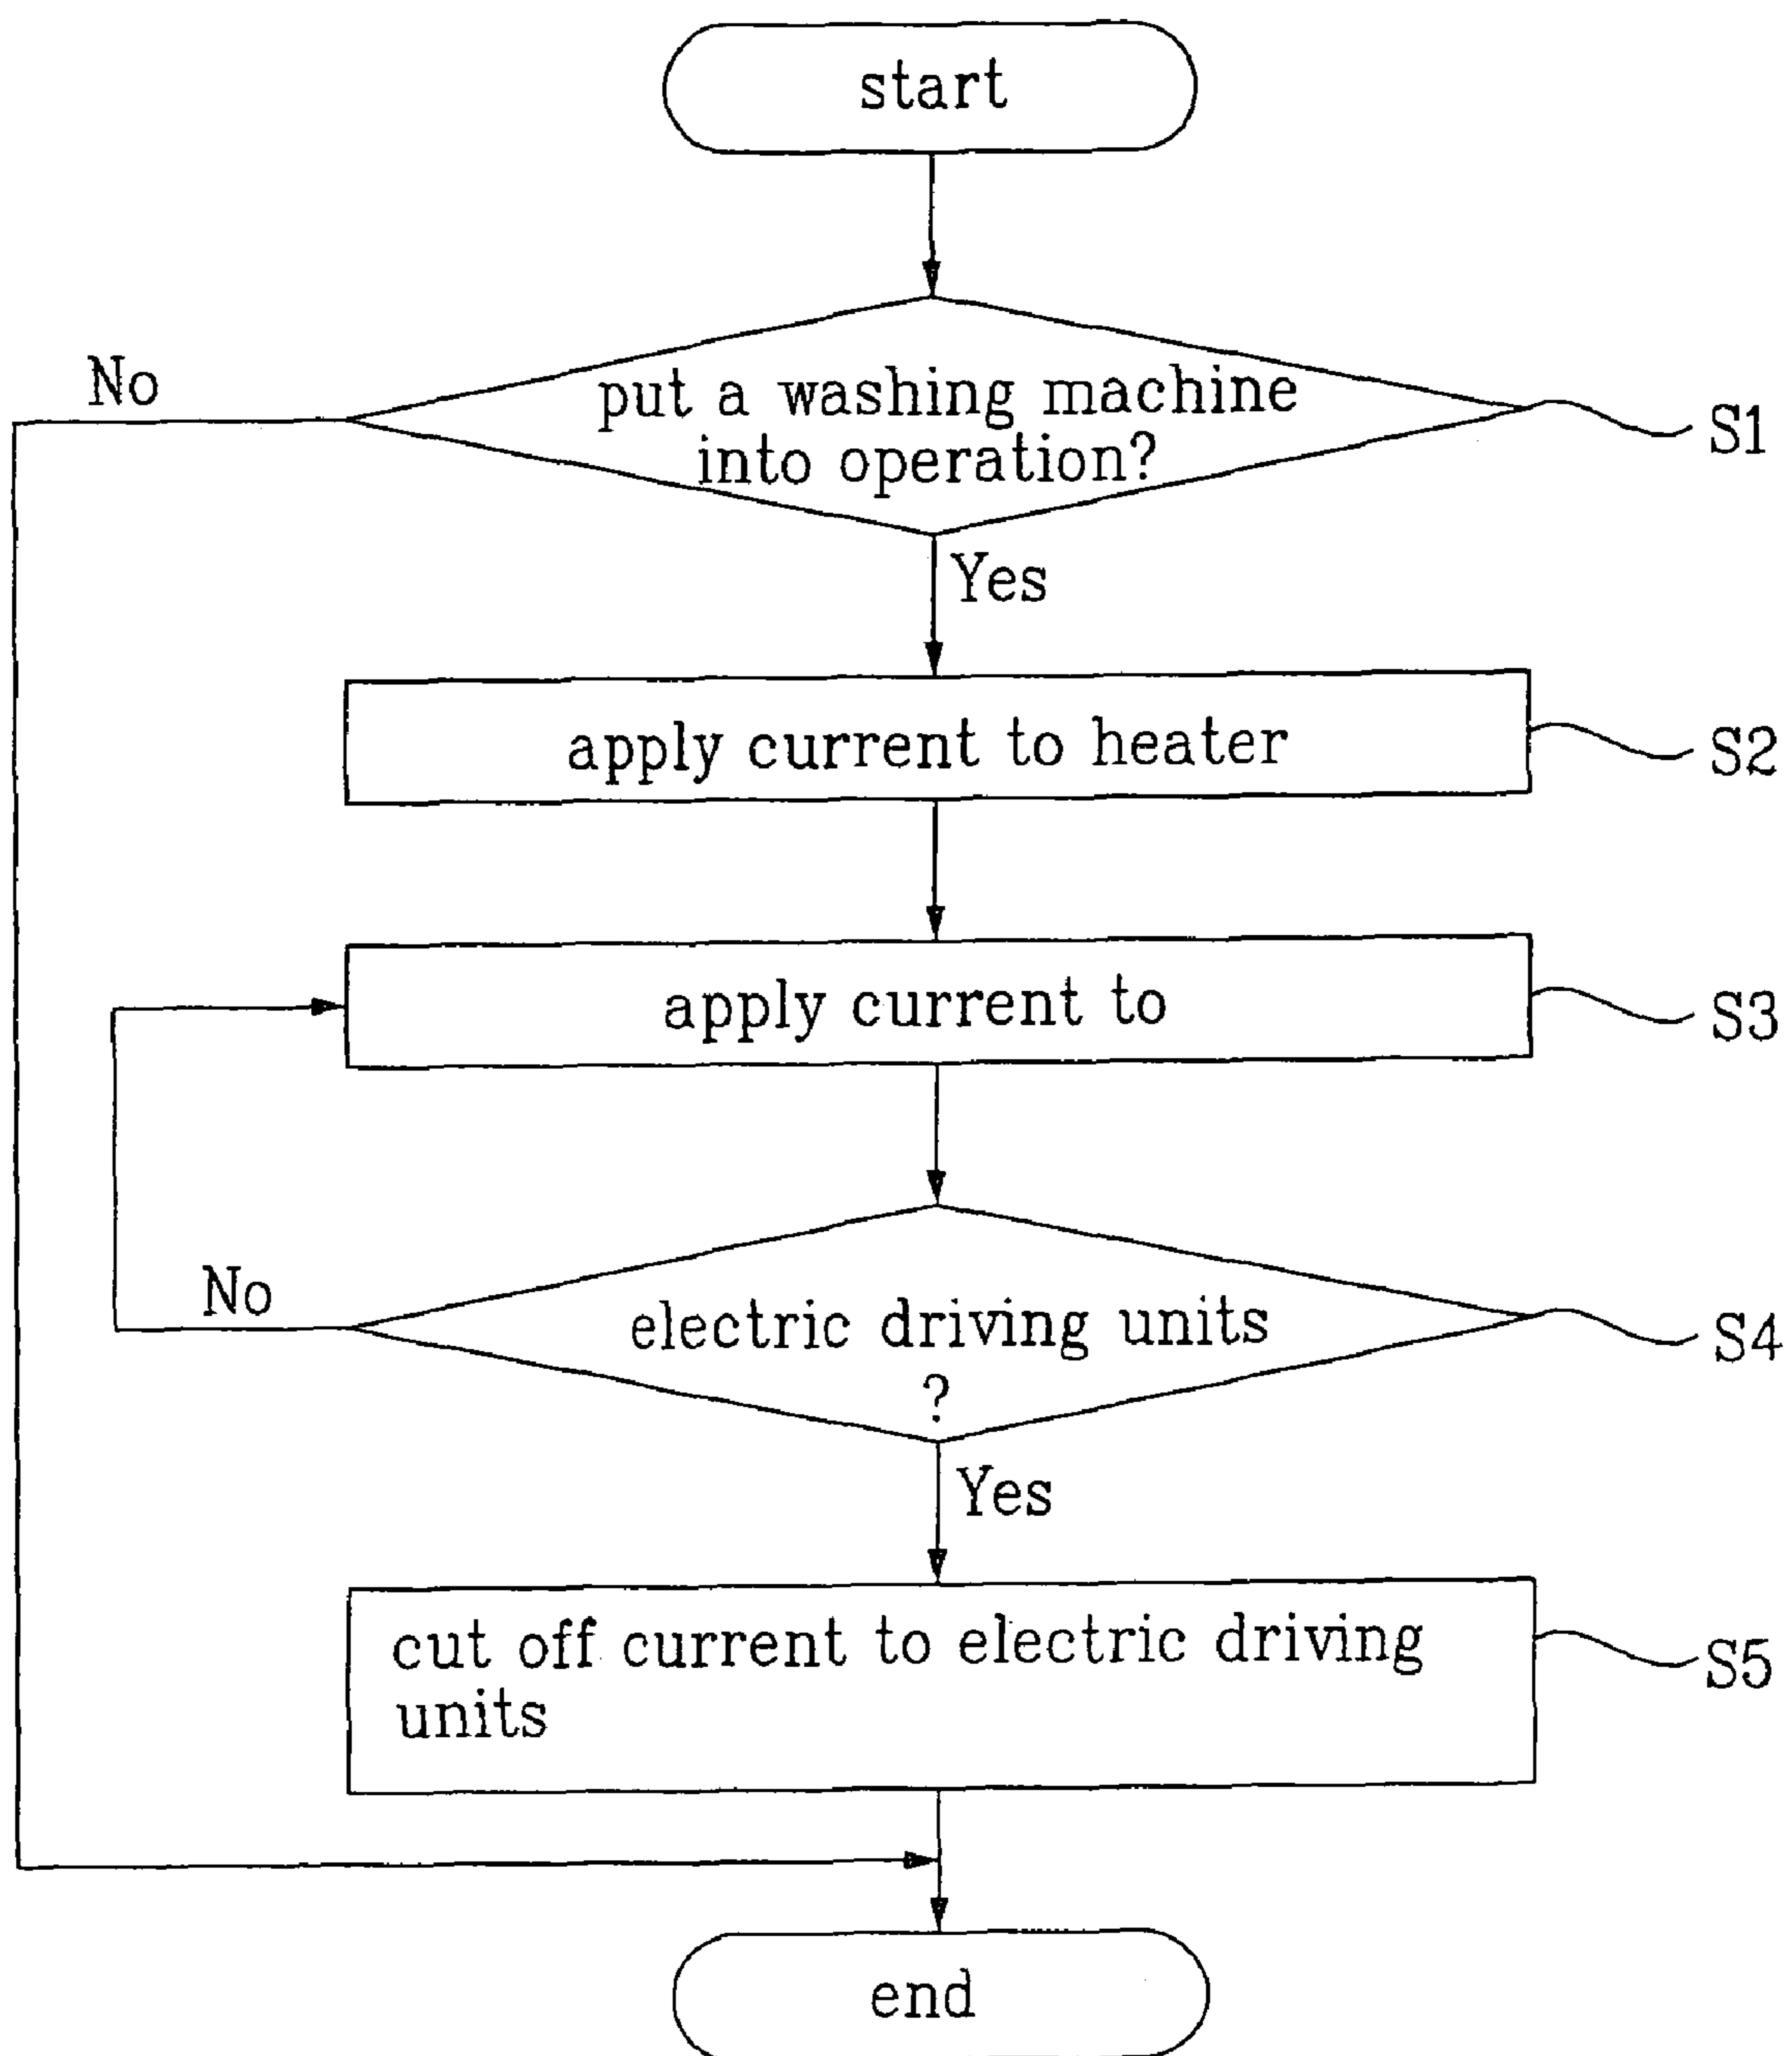 start
No
put a washing machine
into operation?
S1
Yes
apply current to heater
S2
apply current to
S3
No
electric driving units
?
S4
Yes
cut off current to electric driving
units
S5
end